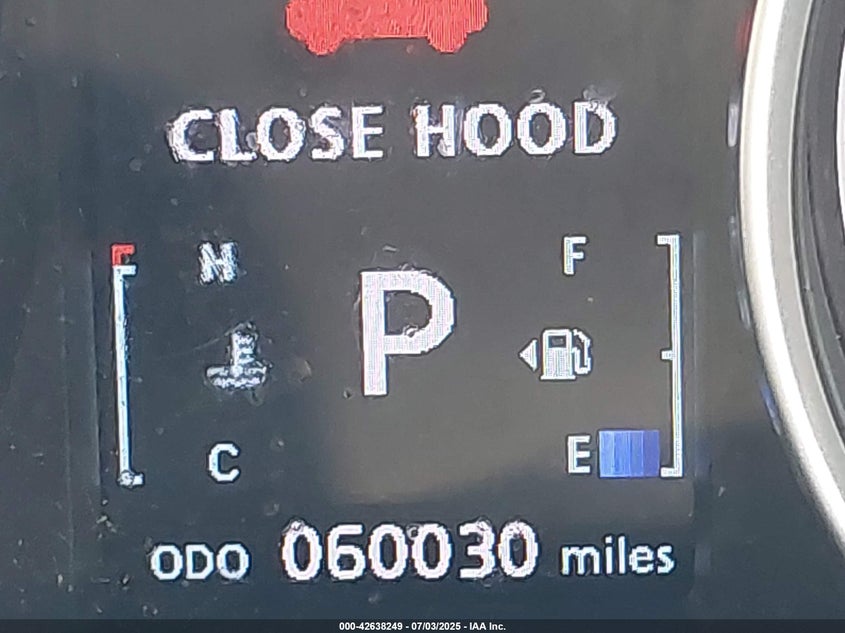 CLOSE HOOD
N P F
C E
ODO 060030 miles
000-42638249 - 07/03/2025 - IAA Inc.